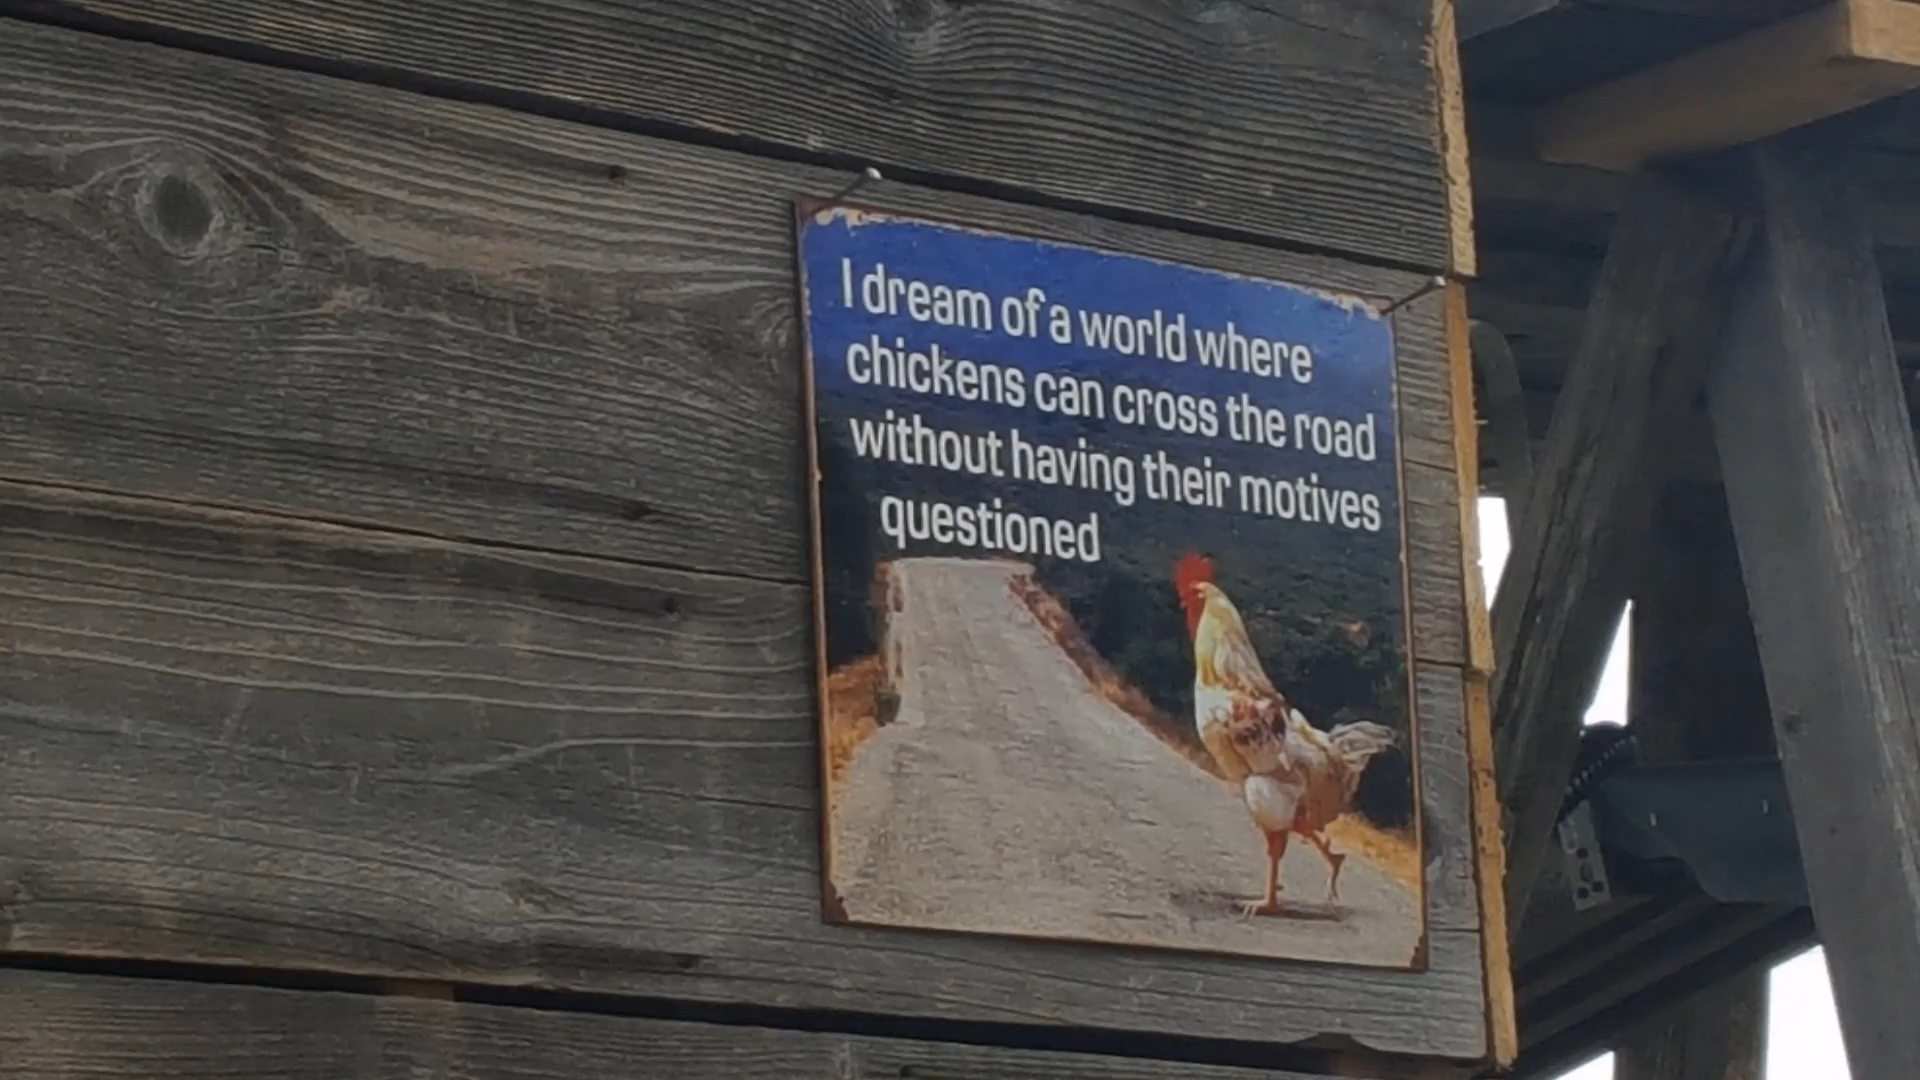 I dream of a world where
chickens can cross the road
without having their motives
questioned